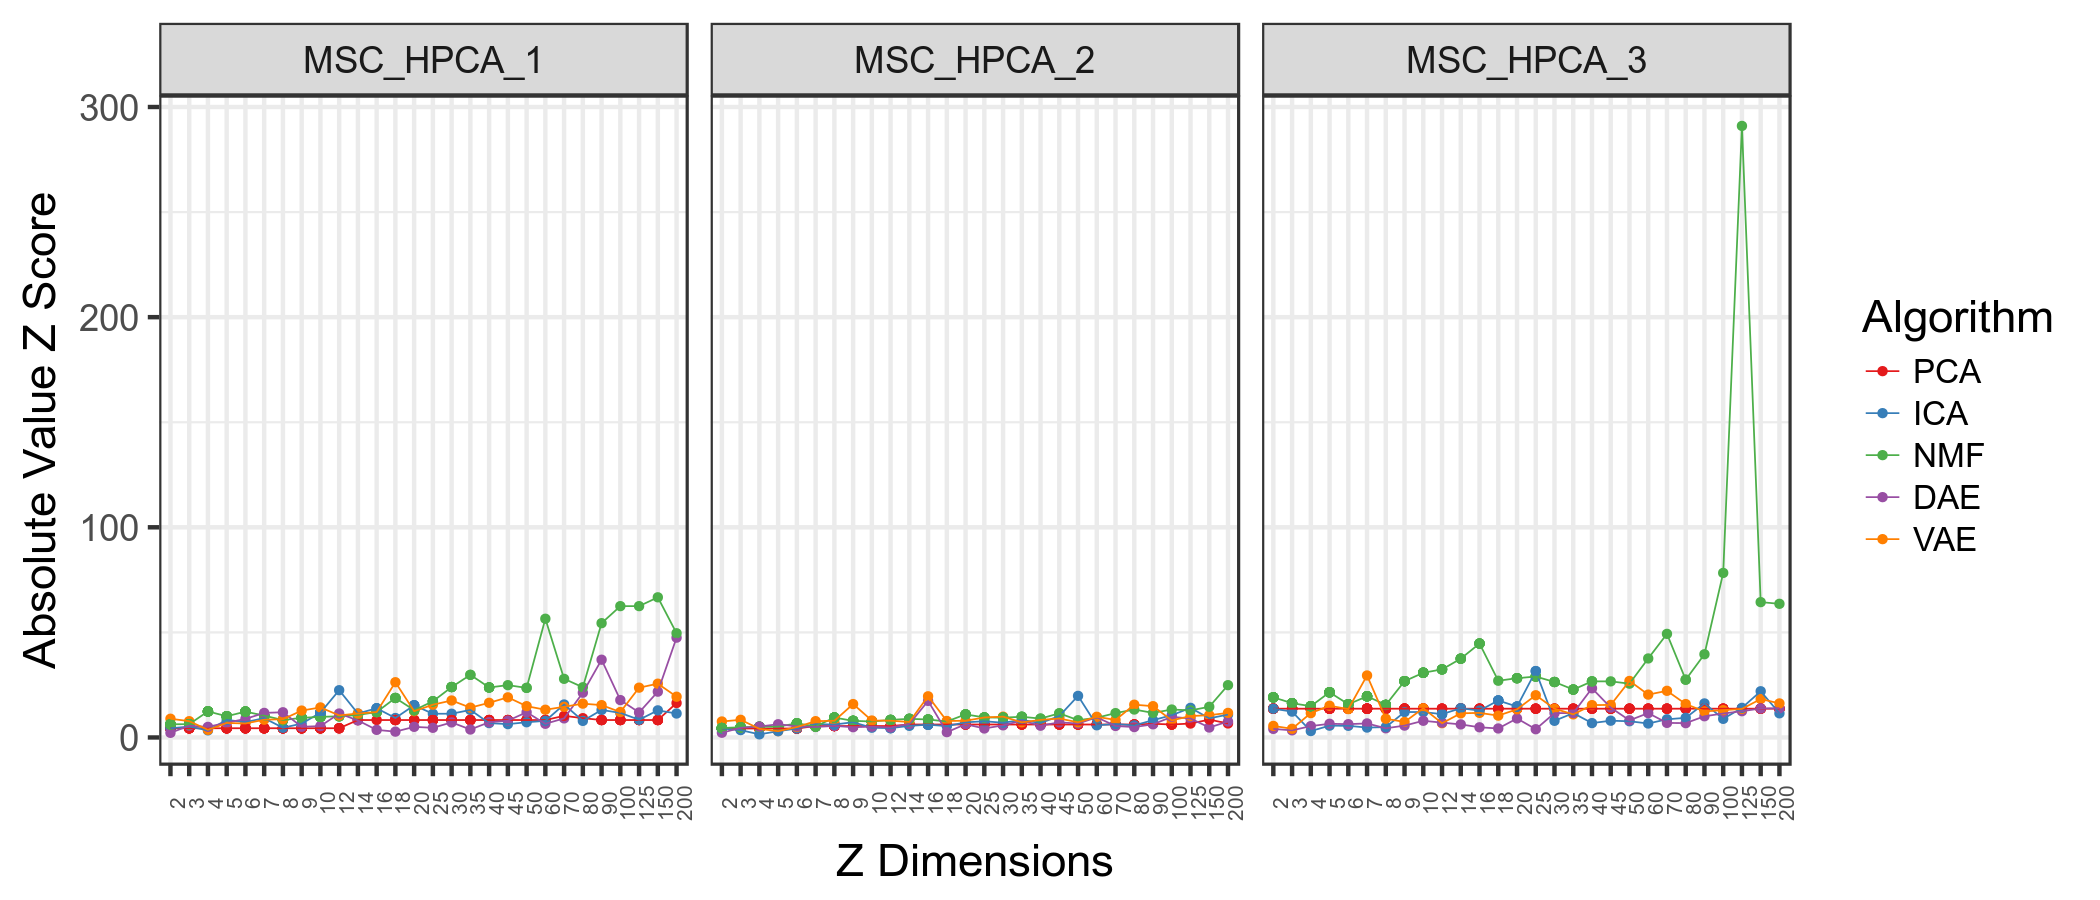 MSC_HPCA_1 MSC_HPCA_2 MSC_HPCA_3
Absolute Value Z Score
300
200
100
0
2 3 4 5 6 7 8 9 10 12 14 16 18 20 25 30 35 40 45 50 60 70 80 90 100 125 150 200
2 3 4 5 6 7 8 9 10 12 14 16 18 20 25 30 35 40 45 50 60 70 80 90 100 125 150 200
2 3 4 5 6 7 8 9 10 12 14 16 18 20 25 30 35 40 45 50 60 70 80 90 100 125 150 200
Z Dimensions
Algorithm
PCA
ICA
NMF
DAE
VAE